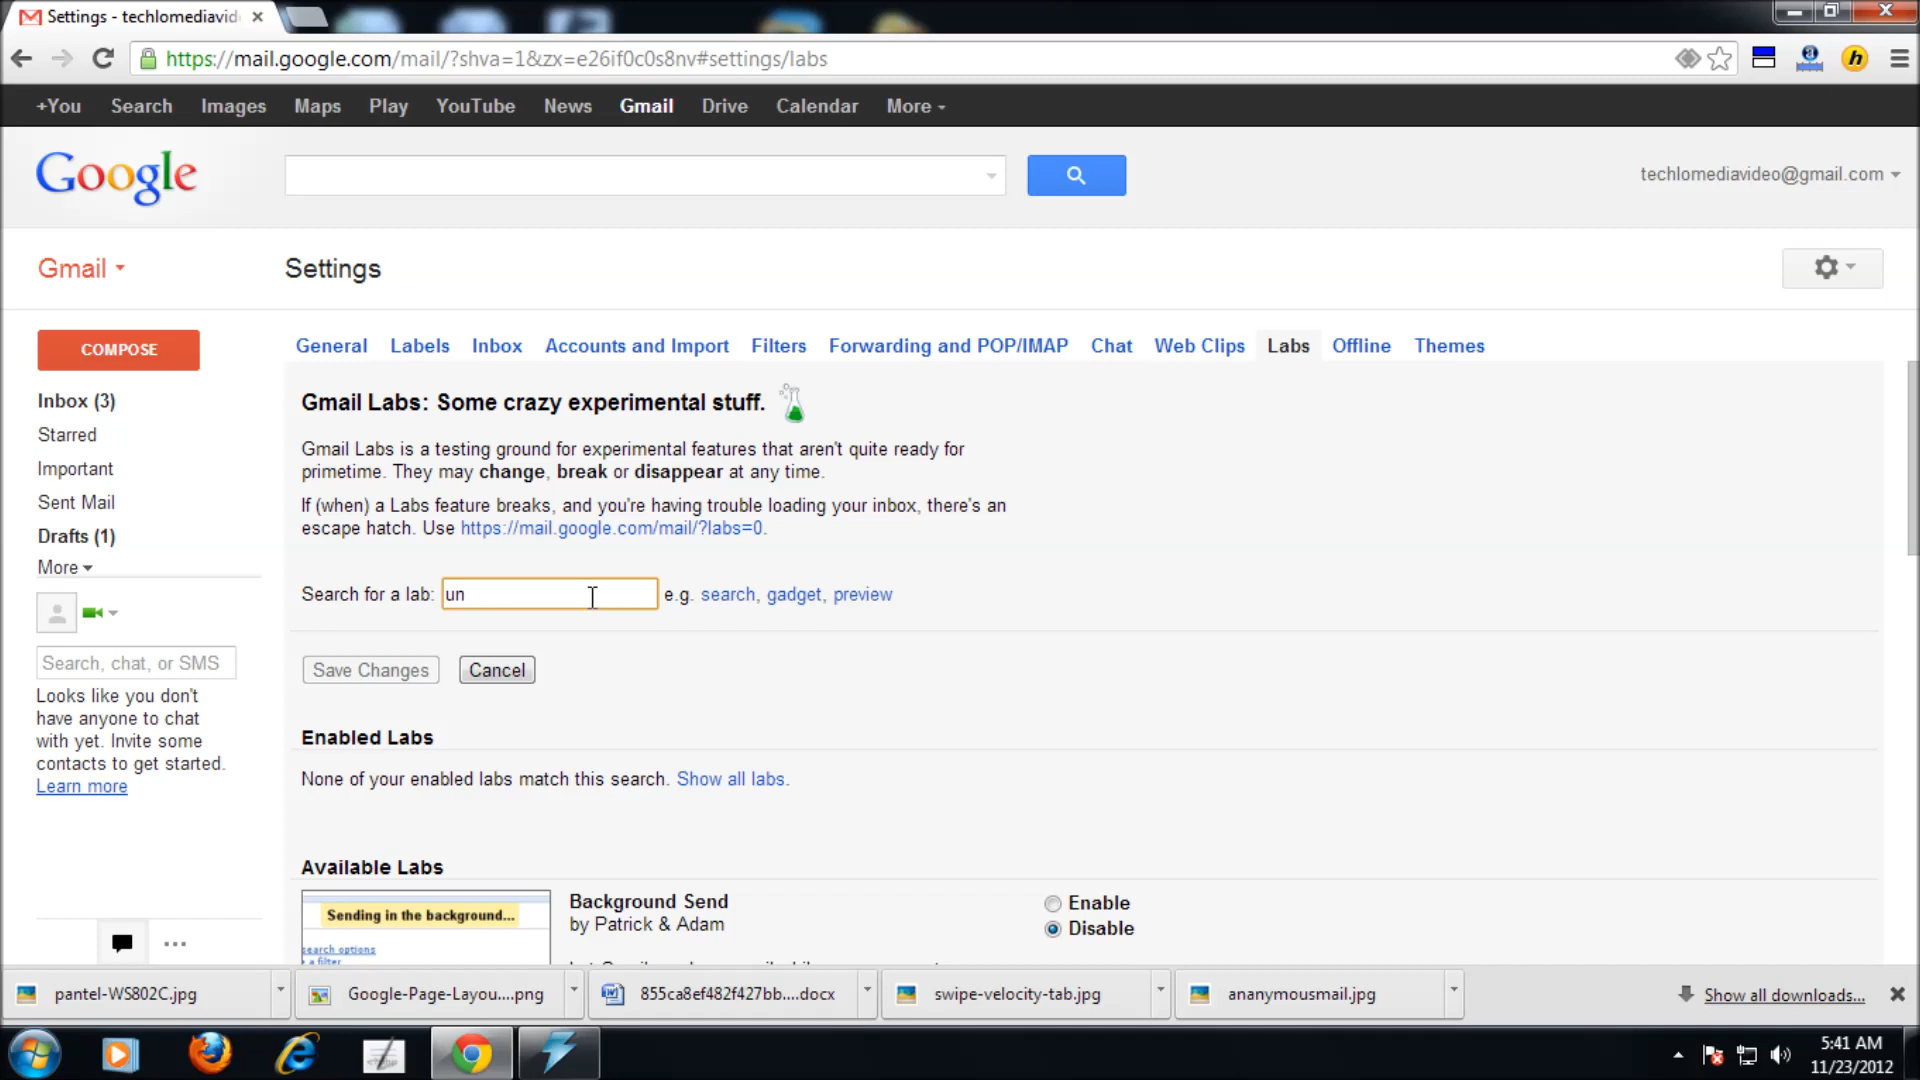 Settings - techlomediavid
https://mail.google.com/mail/?shva=1&zx=e26if0c0s8nv#settings/labs
+You Search Images Maps Play YouTube News Gmail Drive Calendar More
Google
techlomediavideo@gmail.com
Gmail
Settings
COMPOSE
Inbox (3)
Starred
Important
Sent Mail
Drafts (1)
More
Search, chat, or SMS
Looks like you don't
have anyone to chat
with yet. Invite some
contacts to get started.
Learn more
General Labels Inbox Accounts and Import Filters Forwarding and POP/IMAP Chat Web Clips Labs Offline Themes
Gmail Labs: Some crazy experimental stuff.
Gmail Labs is a testing ground for experimental features that aren't quite ready for
primetime. They may change, break or disappear at any time.
If (when) a Labs feature breaks, and you're having trouble loading your inbox, there's an
escape hatch. Use https://mail.google.com/mail/?labs=0.
Search for a lab: un e.g. search, gadget, preview
Save Changes Cancel
Enabled Labs
None of your enabled labs match this search. Show all labs.
Available Labs
Sending in the background...
search options
a filter
Background Send
by Patrick & Adam
Enable
Disable
pantel-WS802C.jpg Google-Page-Layou....png 855ca8ef482f427bb....docx swipe-velocity-tab.jpg ananymousmail.jpg Show all downloads...
5:41 AM
11/23/2012